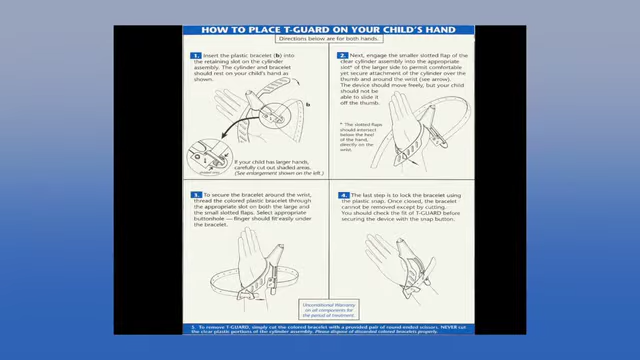 HOW TO PLACE T-GUARD ON YOUR CHILD'S HAND
Directions below are for both hands.
1. Insert the plastic bracelet (b) into
the retaining slot on the cylinder
assembly. The cylinder and bracelet
should rest on your child's hand as
shown.
b
If your child has larger hands,
carefully cut out shaded areas.
(See enlargement shown on the left.)
2. Next, engage the smaller slotted flap of the
clear cylinder assembly into the appropriate
slot* of the larger side to permit comfortable
yet secure attachment of the cylinder over the
thumb and around the wrist (see arrow).
The device should move freely, but your child
should not be
able to slide it
off the thumb.
* The slotted flaps
should intersect
below the heel
of the hand,
directly on the
wrist.
3. To secure the bracelet around the wrist,
thread the colored plastic bracelet through
the appropriate slot on both the large and
the small slotted flaps. Select appropriate
buttonhole — finger should fit easily under
the bracelet.
4. The last step is to lock the bracelet using
the plastic snap. Once closed, the bracelet
cannot be removed except by cutting.
You should check the fit of T-GUARD before
securing the device with the snap button.
Unconditional Warranty
on all components for
the period of treatment.
5. To remove T-GUARD, simply cut the colored bracelet with a provided pair of round-ended scissors. NEVER cut
the clear plastic portions of the cylinder assembly. Please dispose of discarded colored bracelets properly.